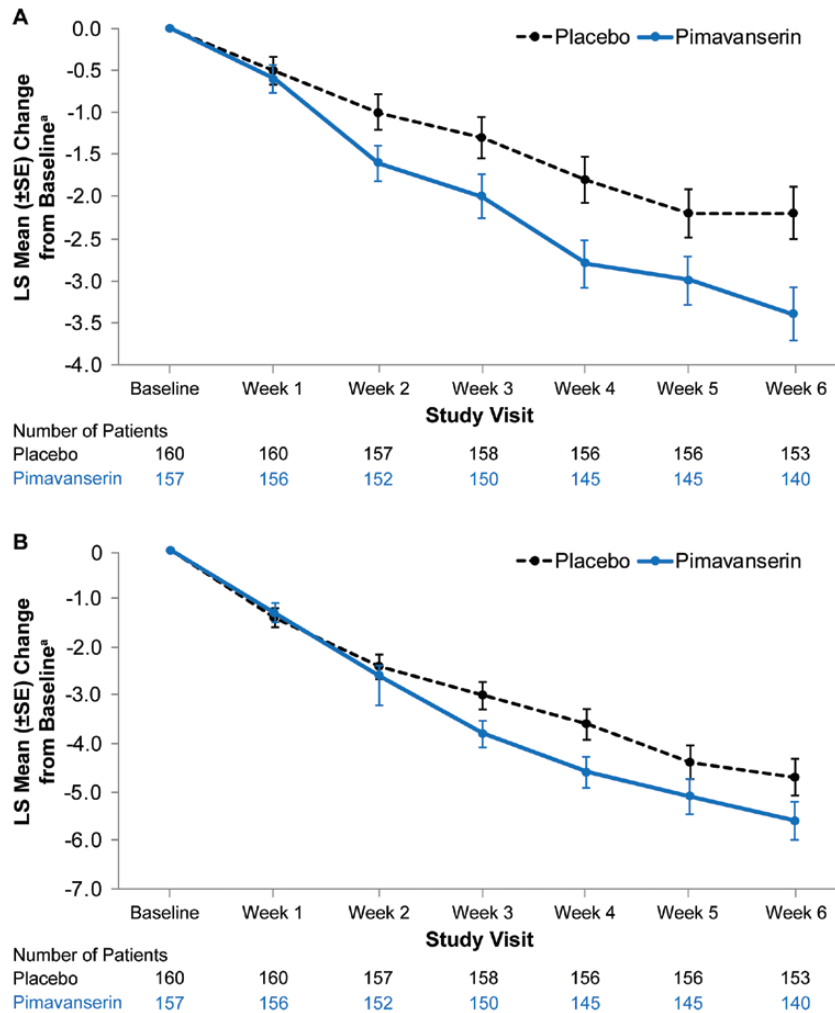 A
Placebo Pimavanserin
LS Mean (±SE) Change
from Baselineᵃ
0.0
-0.5
-1.0
-1.5
-2.0
-2.5
-3.0
-3.5
-4.0
Baseline Week 1 Week 2 Week 3 Week 4 Week 5 Week 6
Study Visit
Number of Patients
Placebo 160 160 157 158 156 156 153
Pimavanserin 157 156 152 150 145 145 140
B
Placebo Pimavanserin
LS Mean (±SE) Change
from Baselineᵃ
0
-1.0
-2.0
-3.0
-4.0
-5.0
-6.0
-7.0
Baseline Week 1 Week 2 Week 3 Week 4 Week 5 Week 6
Study Visit
Number of Patients
Placebo 160 160 157 158 156 156 153
Pimavanserin 157 156 152 150 145 145 140